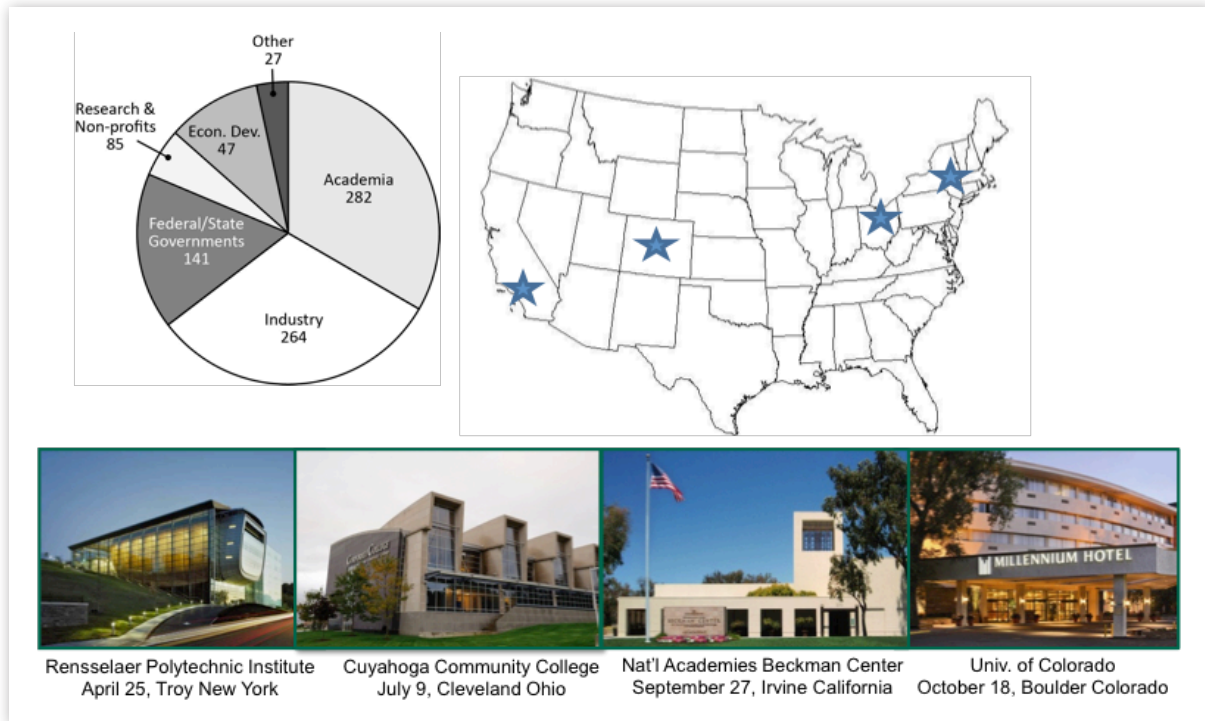 Other
27
Research &
Non-profits
85
Econ. Dev.
47
Academia
282
Federal/State
Governments
141
Industry
264
MILLENNIUM HOTEL
Rensselaer Polytechnic Institute
April 25, Troy New York
Cuyahoga Community College
July 9, Cleveland Ohio
Nat'l Academies Beckman Center
September 27, Irvine California
Univ. of Colorado
October 18, Boulder Colorado